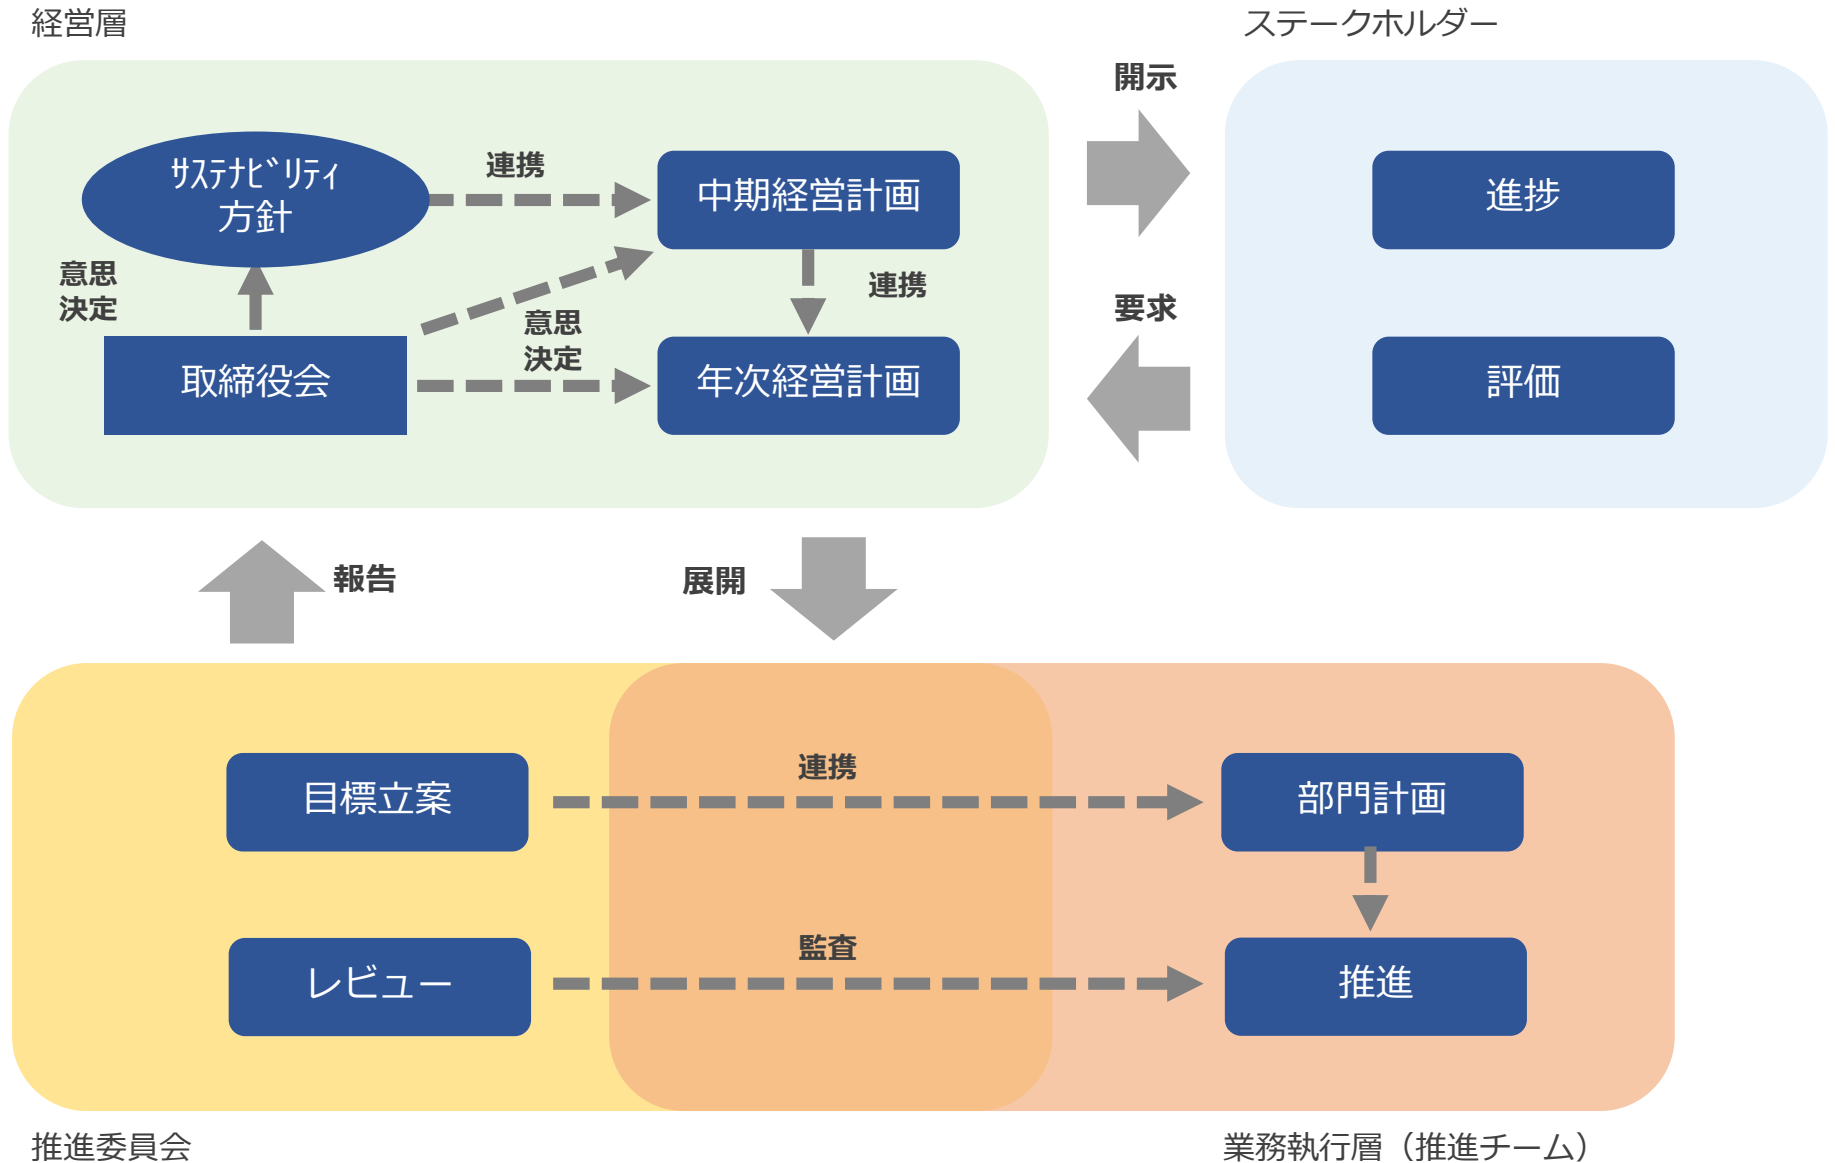 経営層
ステークホルダー
開示
ｻｽﾃﾅﾋﾞﾘﾃｨ
方針
連携
中期経営計画
進捗
意思
決定
連携
要求
意思
決定
取締役会
年次経営計画
評価
報告
展開
連携
目標立案
部門計画
監査
レビュー
推進
推進委員会
業務執行層（推進チーム）